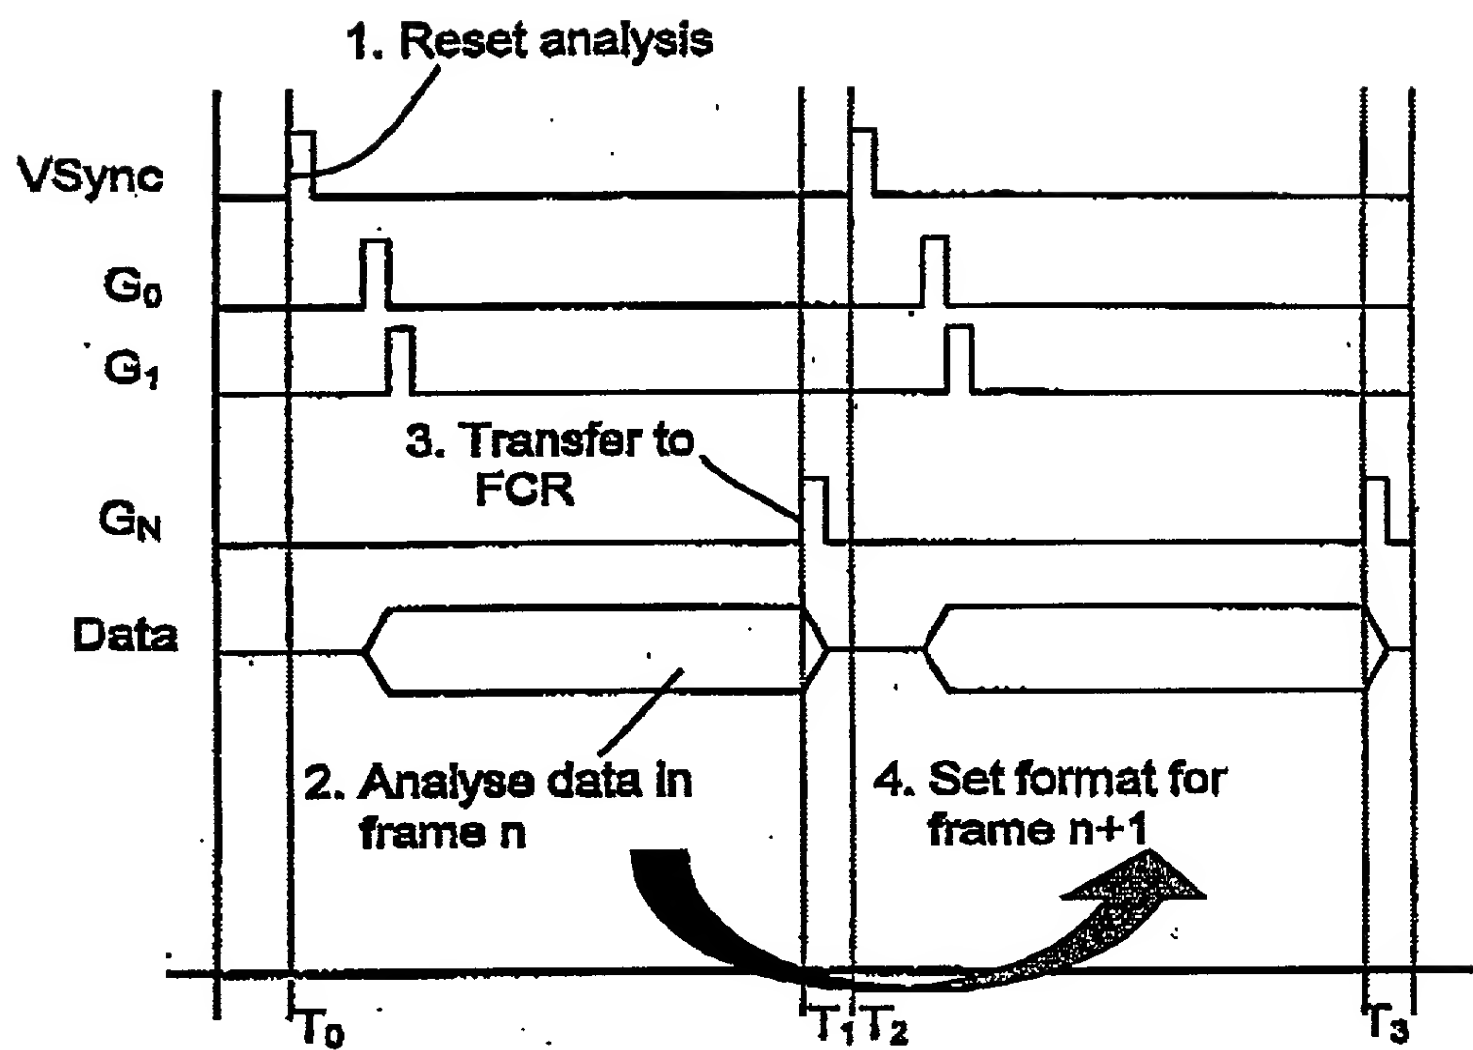 1. Reset analysis
VSync
G₀
G₁
3. Transfer to
FCR
G_N
Data
2. Analyse data in
frame n
4. Set format for
frame n+1
T₀
T₁
T₂
T₃